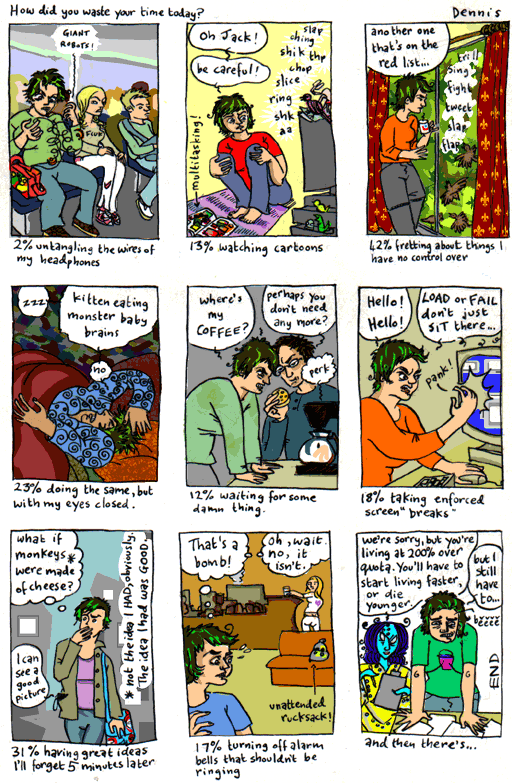 How did you waste your time today?
Dennis
GIANT
ROBOTS!
2% untangling the wires of
my headphones
Oh Jack!
be careful!
slap
ching
shik thp
chop
slice
ring
shk
aa
multitasking!
13% watching cartoons
another one
that's on the
red list...
trill
sing
fight
tweet
slap
flap
42% fretting about things I
have no control over
zzz
kitten eating
monster baby
brains
no
23% doing the same, but
with my eyes closed.
where's
my
COFFEE?
perhaps you
don't need
any more?
perk
12% waiting for some
damn thing.
Hello!
Hello!
LOAD or FAIL
don't just
SIT there...
pank!
18% taking enforced
screen "breaks"
what if
monkeys*
were made
of cheese?
I can
see a
good
picture
* not the idea I HAD, obviously.
The idea I had was GOOD.
31% having great ideas
I'll forget 5 minutes later
That's a
bomb!
Oh, wait.
no, it
isn't.
unattended
rucksack!
17% turning off alarm
bells that shouldn't be
ringing
we're sorry, but you're
living at 200% over
quota. You'll have to
start living faster,
or die
younger.
but I
still
have
to...
bzzzz
END
and then there's...